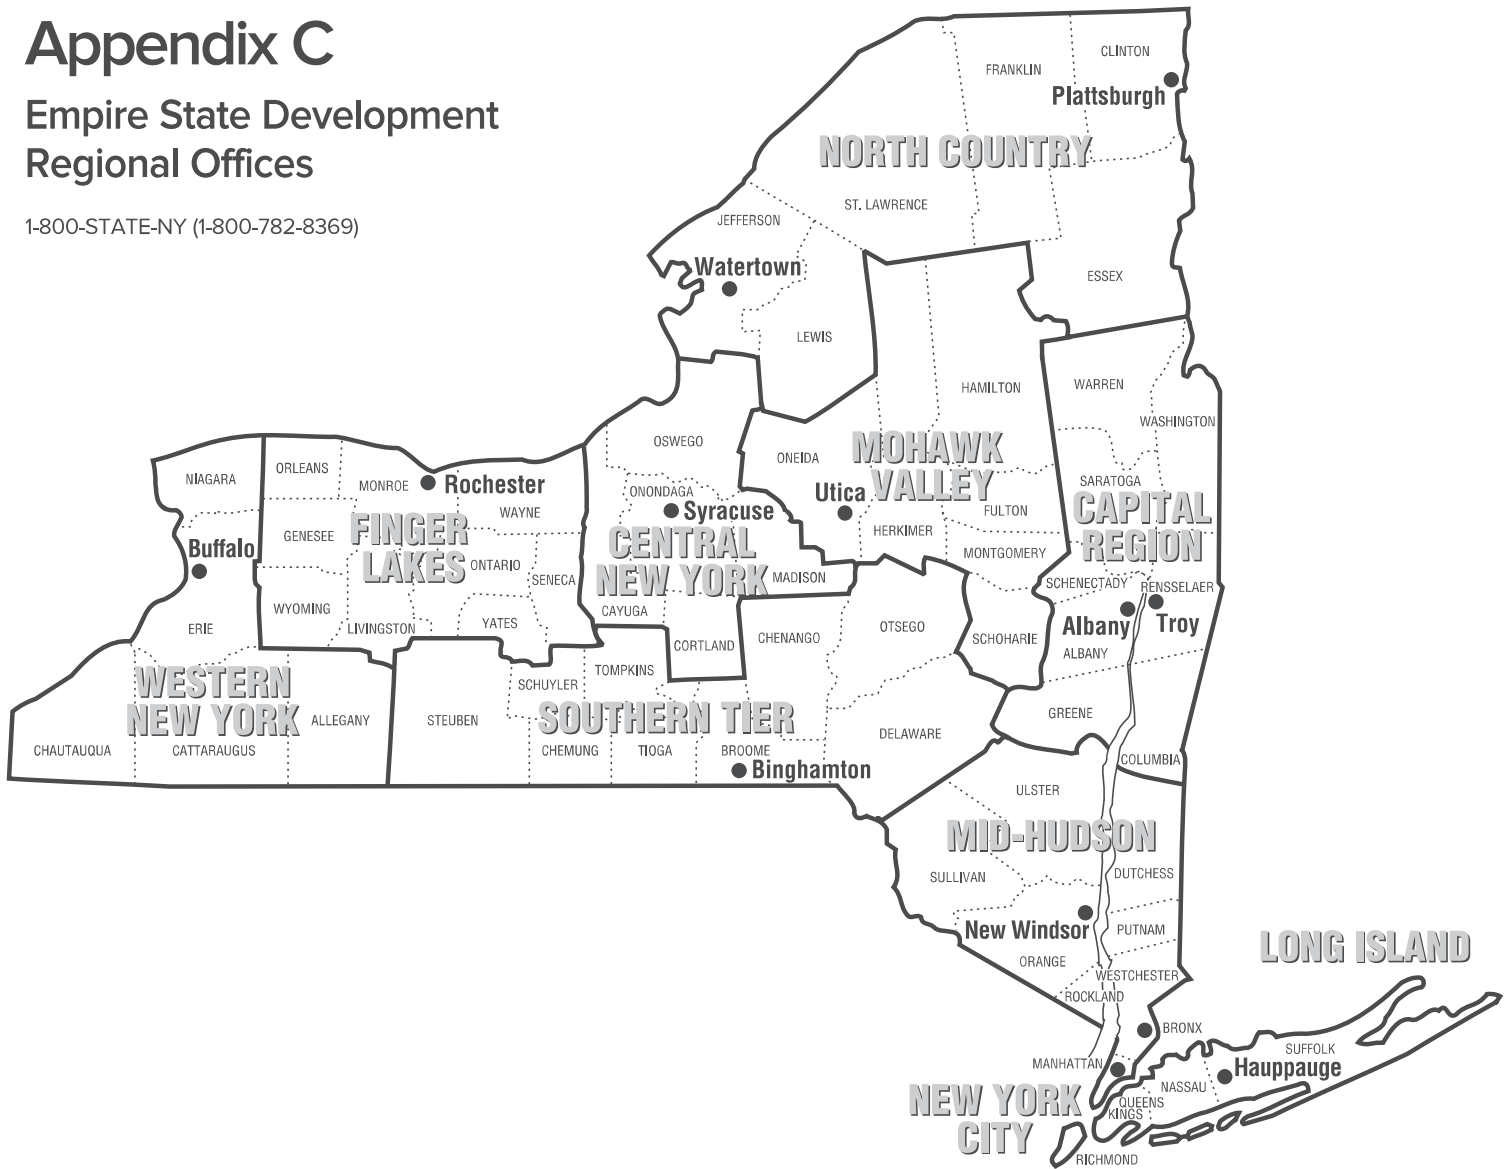 Appendix C
Empire State Development
Regional Offices
1-800-STATE-NY (1-800-782-8369)
CLINTON
FRANKLIN
Plattsburgh
NORTH COUNTRY
ST. LAWRENCE
JEFFERSON
Watertown
ESSEX
LEWIS
HAMILTON
WARREN
WASHINGTON
OSWEGO
ONEIDA
MOHAWK
VALLEY
Utica
HERKIMER
FULTON
MONTGOMERY
SARATOGA
CAPITAL
REGION
SCHENECTADY
RENSSELAER
Albany
Troy
ALBANY
SCHOHARIE
GREENE
COLUMBIA
NIAGARA
ORLEANS
MONROE
Rochester
WAYNE
GENESEE
FINGER
LAKES
ONTARIO
SENECA
WYOMING
LIVINGSTON
YATES
Buffalo
ERIE
WESTERN
NEW YORK
CHAUTAUQUA
CATTARAUGUS
ALLEGANY
ONONDAGA
Syracuse
CENTRAL
NEW YORK
MADISON
CAYUGA
CORTLAND
CHENANGO
OTSEGO
TOMPKINS
SCHUYLER
STEUBEN
SOUTHERN TIER
CHEMUNG
TIOGA
BROOME
DELAWARE
Binghamton
ULSTER
MID-HUDSON
SULLIVAN
DUTCHESS
New Windsor
PUTNAM
ORANGE
WESTCHESTER
ROCKLAND
LONG ISLAND
BRONX
MANHATTAN
SUFFOLK
Hauppauge
NASSAU
NEW YORK
CITY
QUEENS
KINGS
RICHMOND